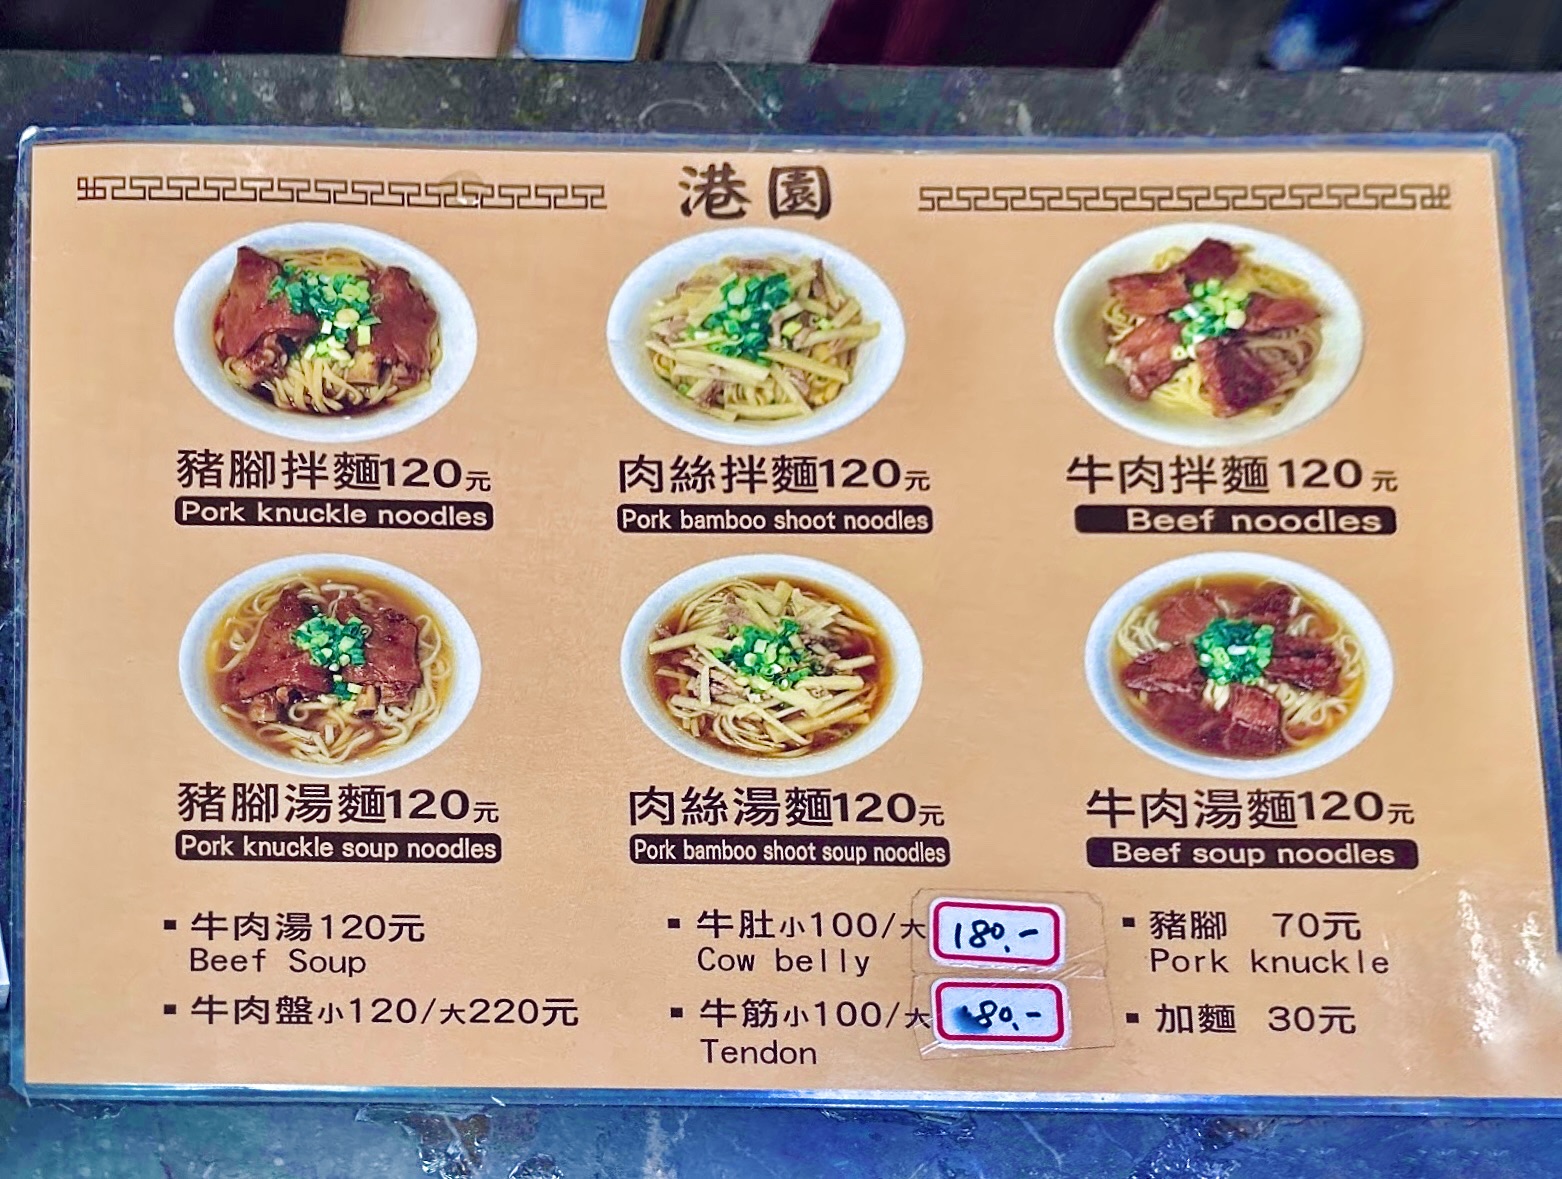 港園
豬腳拌麵120元
Pork knuckle noodles
肉絲拌麵120元
Pork bamboo shoot noodles
牛肉拌麵120元
Beef noodles
豬腳湯麵120元
Pork knuckle soup noodles
肉絲湯麵120元
Pork bamboo shoot soup noodles
牛肉湯麵120元
Beef soup noodles
▪ 牛肉湯120元
Beef Soup
▪ 牛肉盤小120/大220元
▪ 牛肚小100/大180.-
Cow belly
▪ 牛筋小100/大180.-
Tendon
▪ 豬腳 70元
Pork knuckle
▪ 加麵 30元